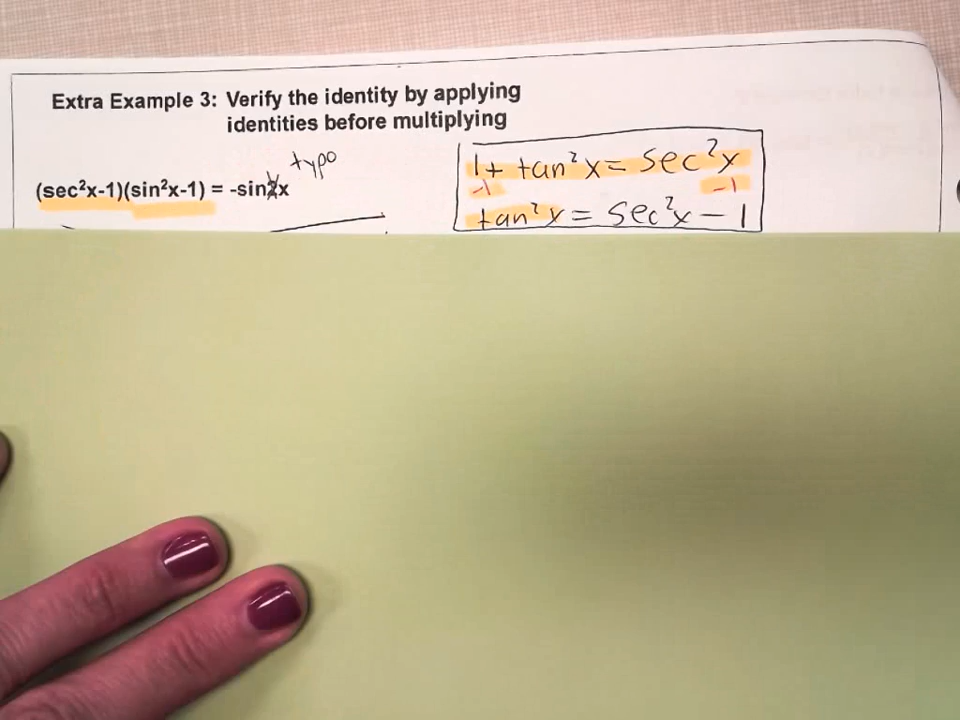 Extra Example 3: Verify the identity by applying
identities before multiplying
typo
(sec²x-1)(sin²x-1) = -sin²x
1 + tan²x = sec²x
-1 -1
tan²x = sec²x - 1